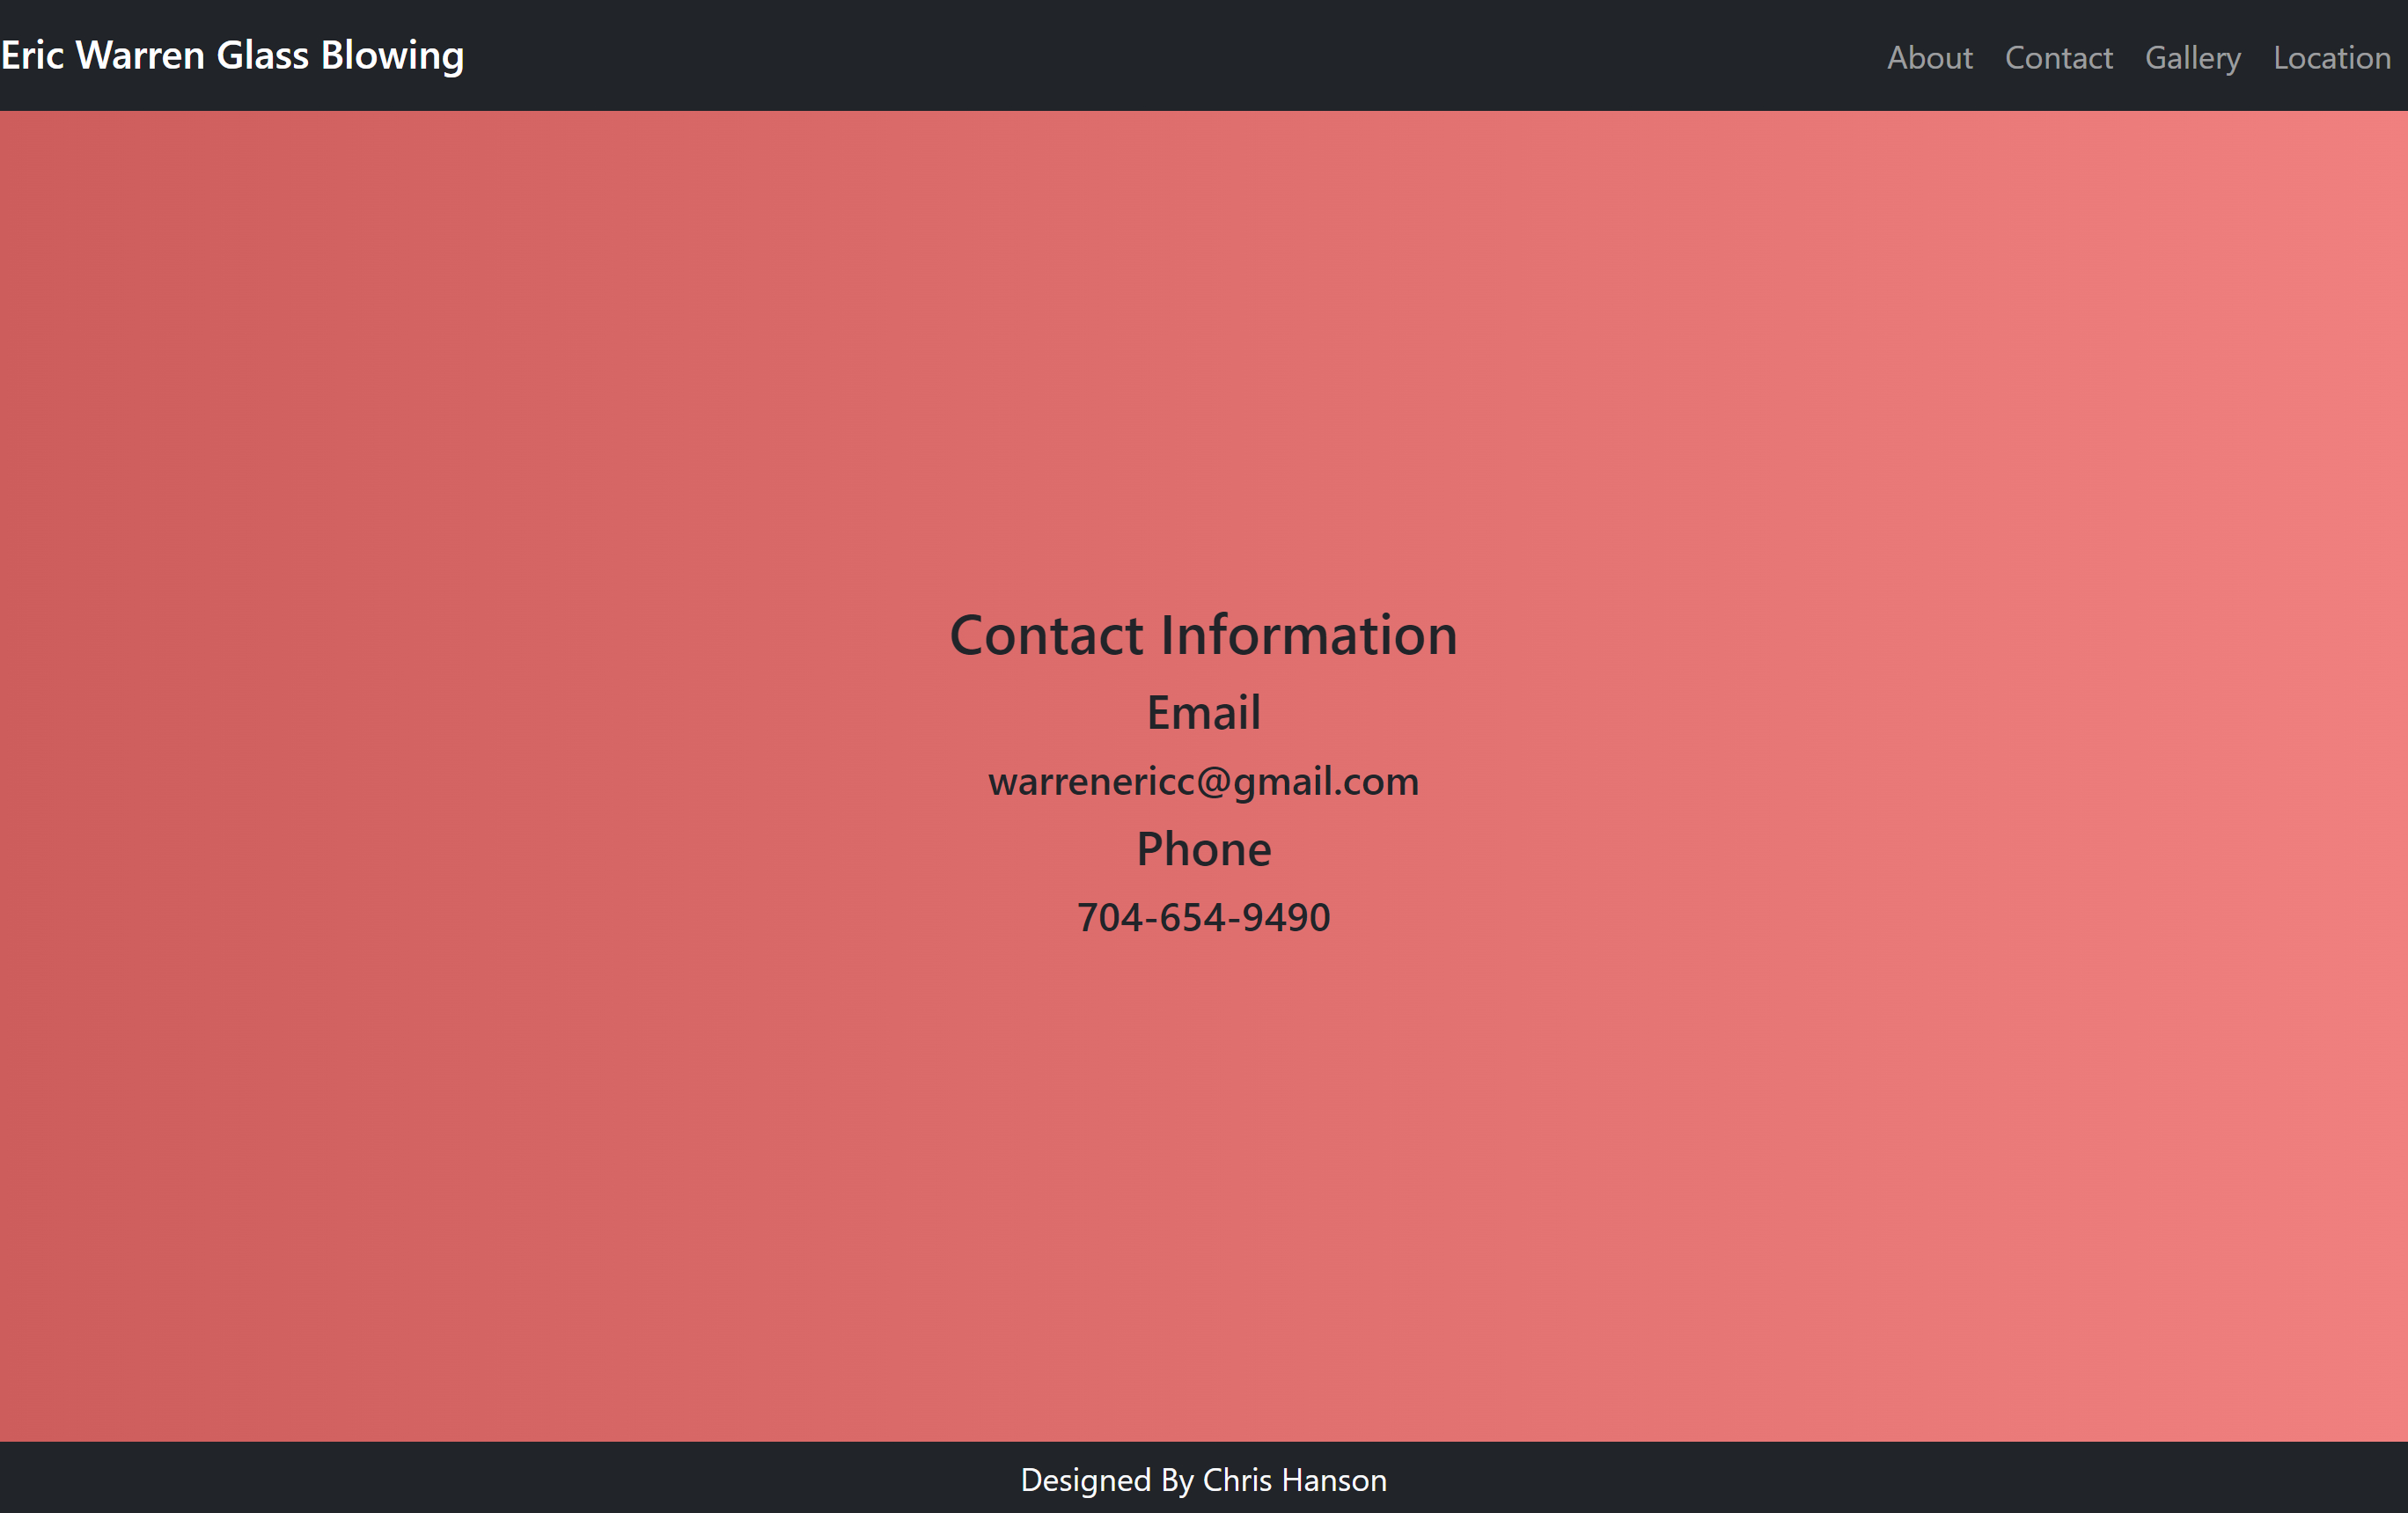 Eric Warren Glass Blowing
About Contact Gallery Location
Contact Information
Email
warrenericc@gmail.com
Phone
704-654-9490
Designed By Chris Hanson